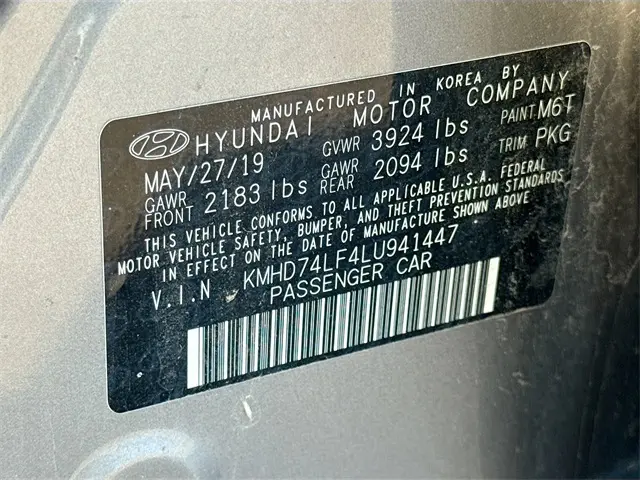 MANUFACTURED IN KOREA BY
HYUNDAI MOTOR COMPANY
MAY/27/19 GVWR 3924 lbs PAINT M6T
GAWR FRONT 2183 lbs GAWR REAR 2094 lbs TRIM PKG
THIS VEHICLE CONFORMS TO ALL APPLICABLE U.S.A. FEDERAL
MOTOR VEHICLE SAFETY, BUMPER, AND THEFT PREVENTION STANDARDS
IN EFFECT ON THE DATE OF MANUFACTURE SHOWN ABOVE
V.I.N KMHD74LF4LU941447
PASSENGER CAR